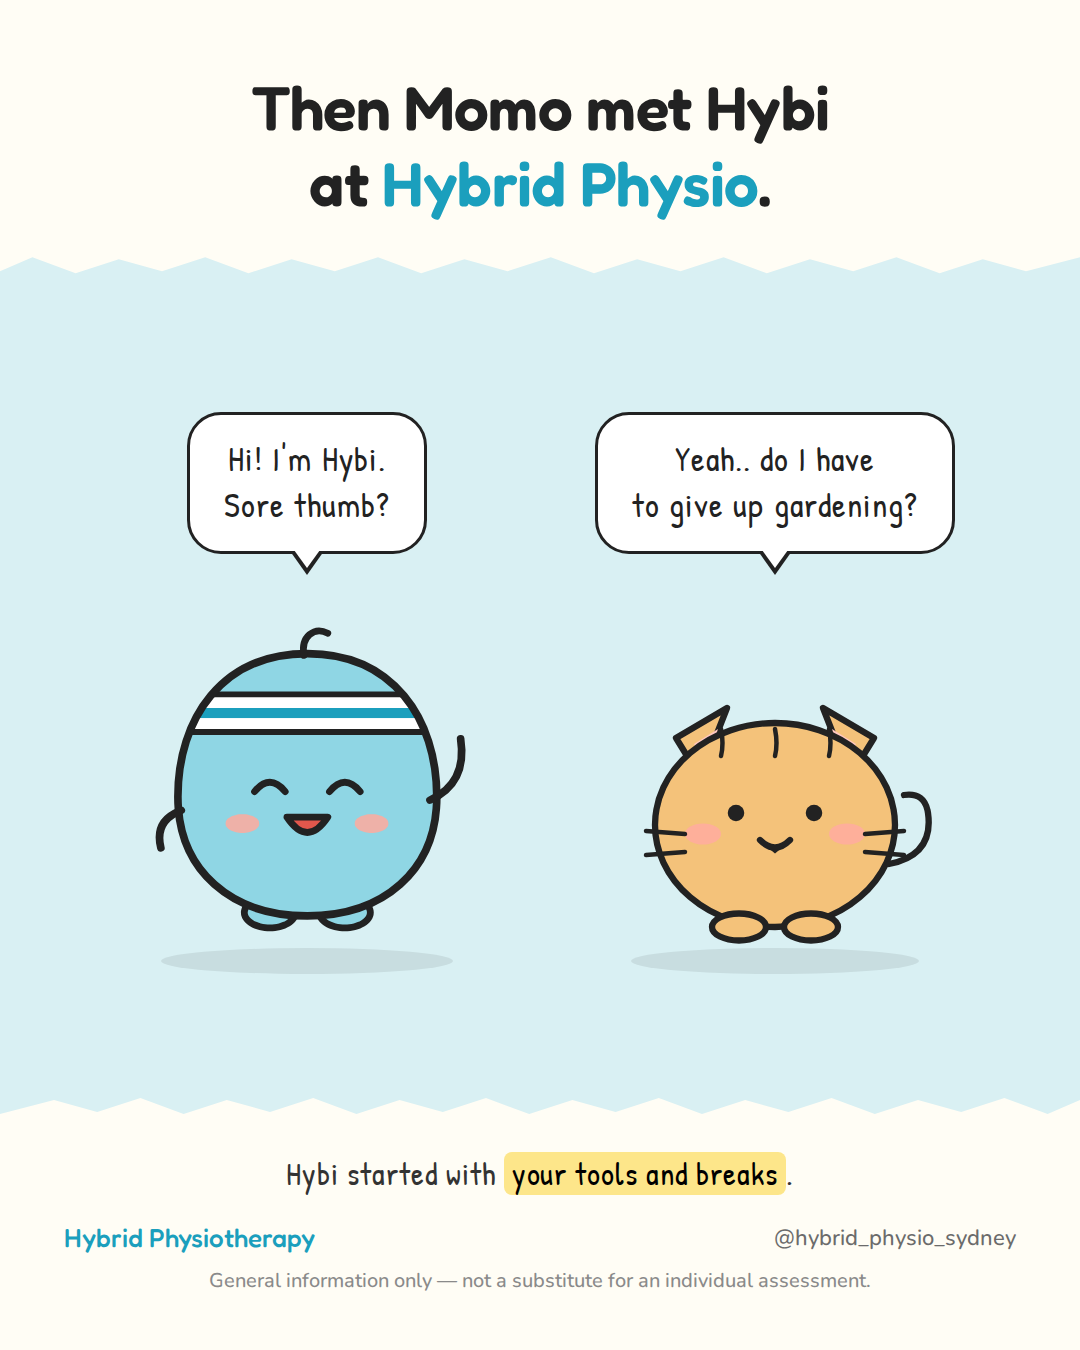 Then Momo met Hybi
at Hybrid Physio.
Hi! I'm Hybi.
Sore thumb?
Yeah.. do I have
to give up gardening?
Hybi started with your tools and breaks.
Hybrid Physiotherapy
@hybrid_physio_sydney
General information only — not a substitute for an individual assessment.